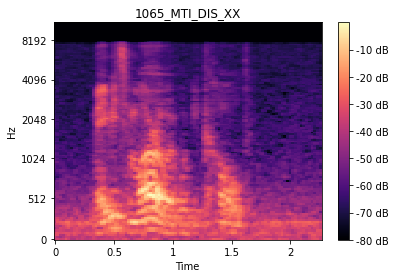 1065_MTI_DIS_XX
8192
4096
2048
1024
512
0
Hz
0
0.5
1
1.5
2
Time
-10 dB
-20 dB
-30 dB
-40 dB
-50 dB
-60 dB
-70 dB
-80 dB